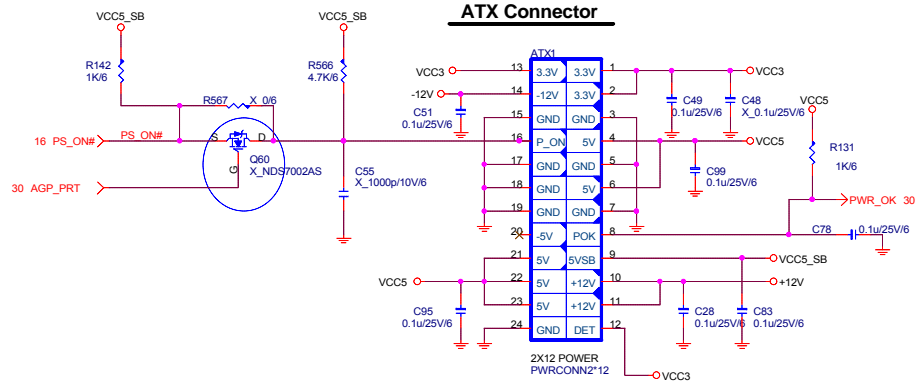 ATX Connector
VCC5_SB
VCC5_SB
R142
1K/6
R566
4.7K/6
R567
X_0/6
16 PS_ON#
PS_ON#
S
D
G
Q60
X_NDS7002AS
30 AGP_PRT
C55
X_1000p/10V/6
ATX1
VCC3
13
3.3V
3.3V
1
VCC3
-12V
14
-12V
3.3V
2
C51
0.1u/25V/6
C49
0.1u/25V/6
C48
X_0.1u/25V/6
15
GND
GND
3
16
P_ON
5V
4
VCC5
17
GND
GND
5
C99
0.1u/25V/6
18
GND
5V
6
19
GND
GND
7
VCC5
R131
1K/6
PWR_OK 30
20
-5V
POK
8
C78
0.1u/25V/6
21
5V
5VSB
9
VCC5_SB
VCC5
22
5V
+12V
10
+12V
23
5V
+12V
11
C95
0.1u/25V/6
C28
0.1u/25V/6
C83
0.1u/25V/6
24
GND
DET
12
2X12 POWER
PWRCONN2*12
VCC3